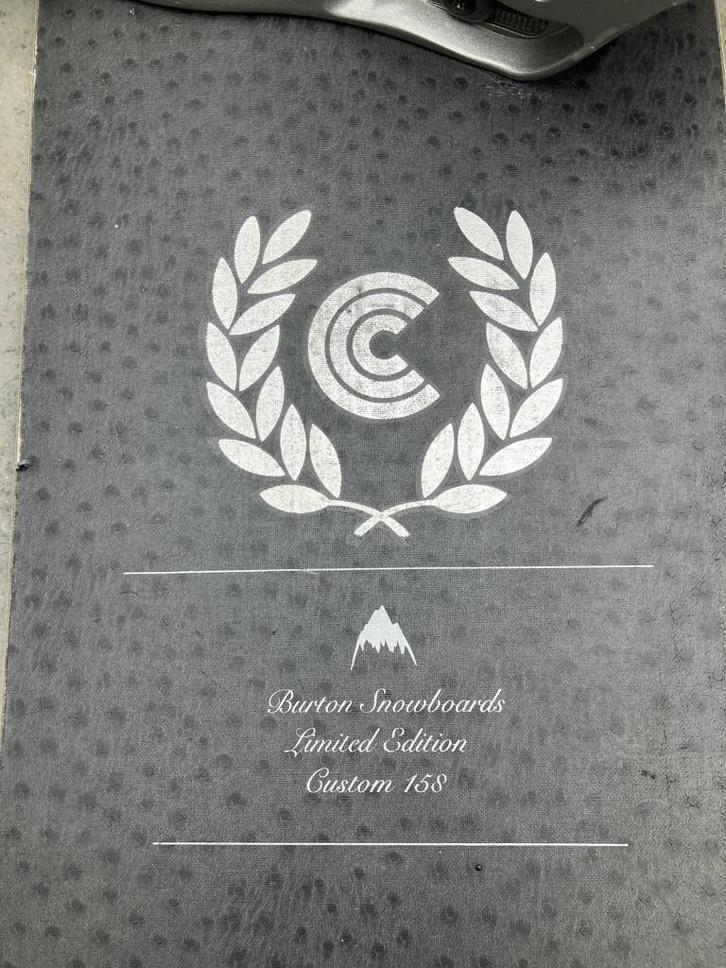 C
Burton Snowboards
Limited Edition
Custom 158